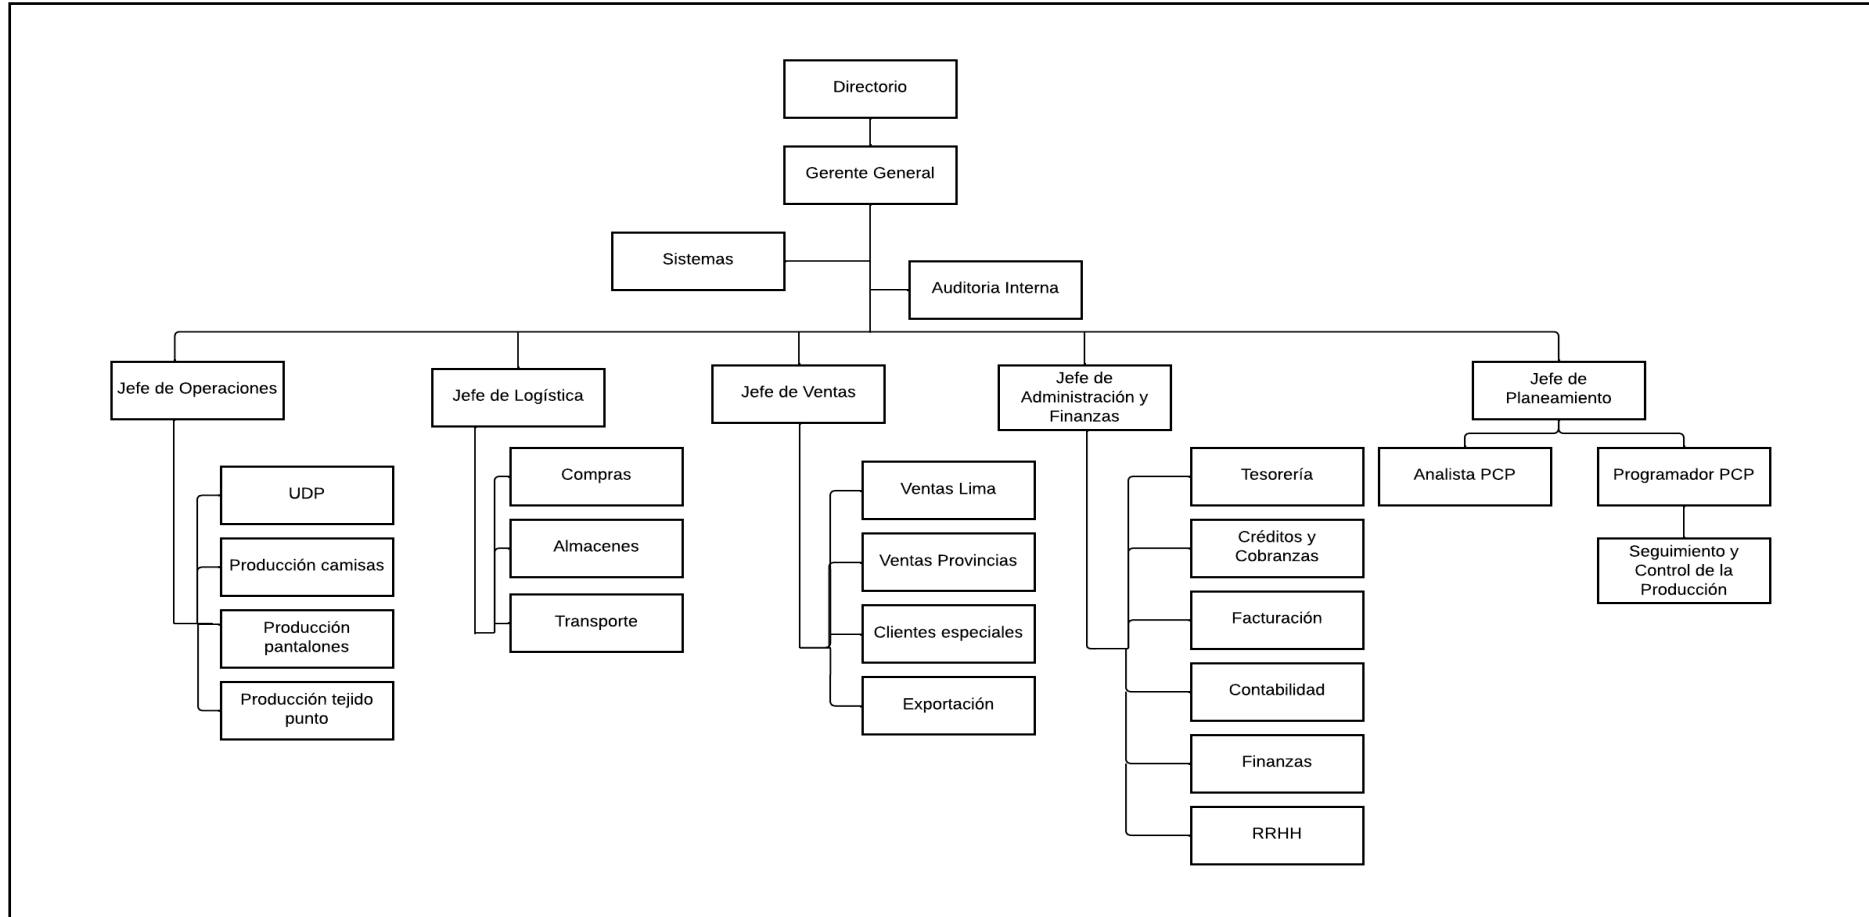 Directorio
Gerente General
Sistemas
Auditoria Interna
Jefe de Operaciones
UDP
Producción camisas
Producción
pantalones
Producción tejido
punto
Jefe de Logística
Compras
Almacenes
Transporte
Jefe de Ventas
Ventas Lima
Ventas Provincias
Clientes especiales
Exportación
Jefe de
Administración y
Finanzas
Tesorería
Créditos y
Cobranzas
Facturación
Contabilidad
Finanzas
RRHH
Jefe de
Planeamiento
Analista PCP
Programador PCP
Seguimiento y
Control de la
Producción